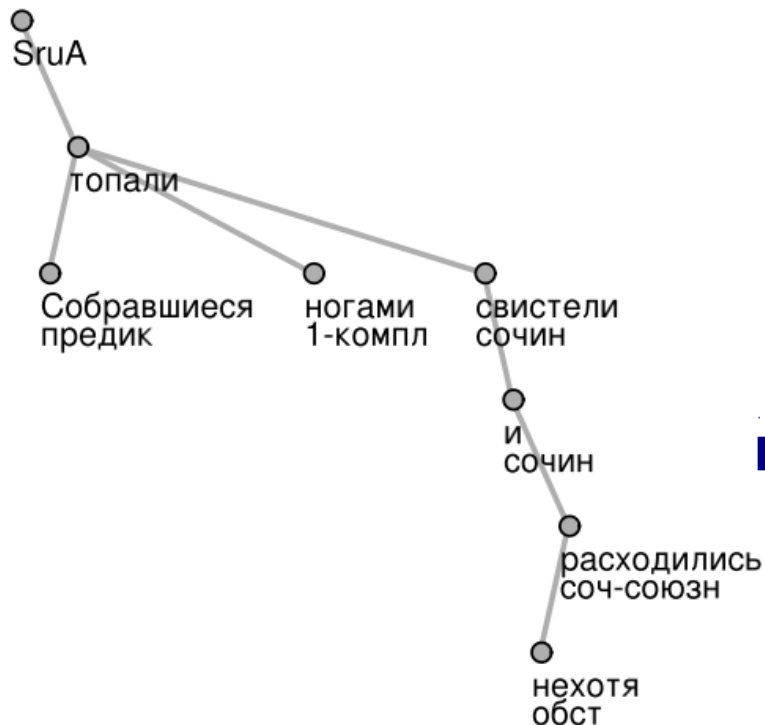 SruA
топали
Собравшиеся
предик
ногами
1-компл
свистели
сочин
и
сочин
расходились
соч-союзн
нехотя
обст